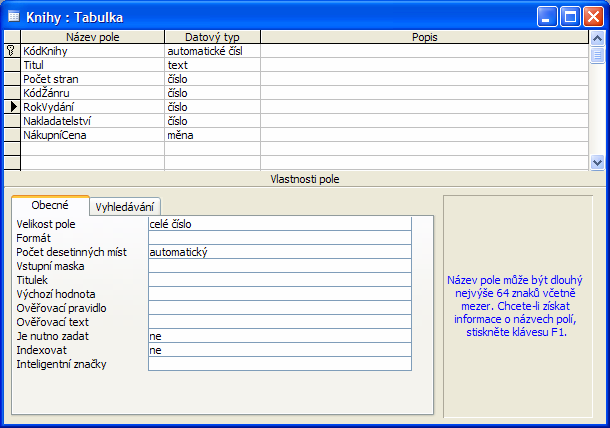 Knihy : Tabulka
Název pole Datový typ Popis
KódKnihy automatické čísl
Titul text
Počet stran číslo
KódŽánru číslo
RokVydání číslo
Nakladatelství číslo
NákupníCena měna
Vlastnosti pole
Obecné Vyhledávání
Velikost pole celé číslo
Formát
Počet desetinných míst automatický
Vstupní maska
Titulek
Výchozí hodnota
Ověřovací pravidlo
Ověřovací text
Je nutno zadat ne
Indexovat ne
Inteligentní značky
Název pole může být dlouhý
nejvýše 64 znaků včetně
mezer. Chcete-li získat
informace o názvech polí,
stiskněte klávesu F1.